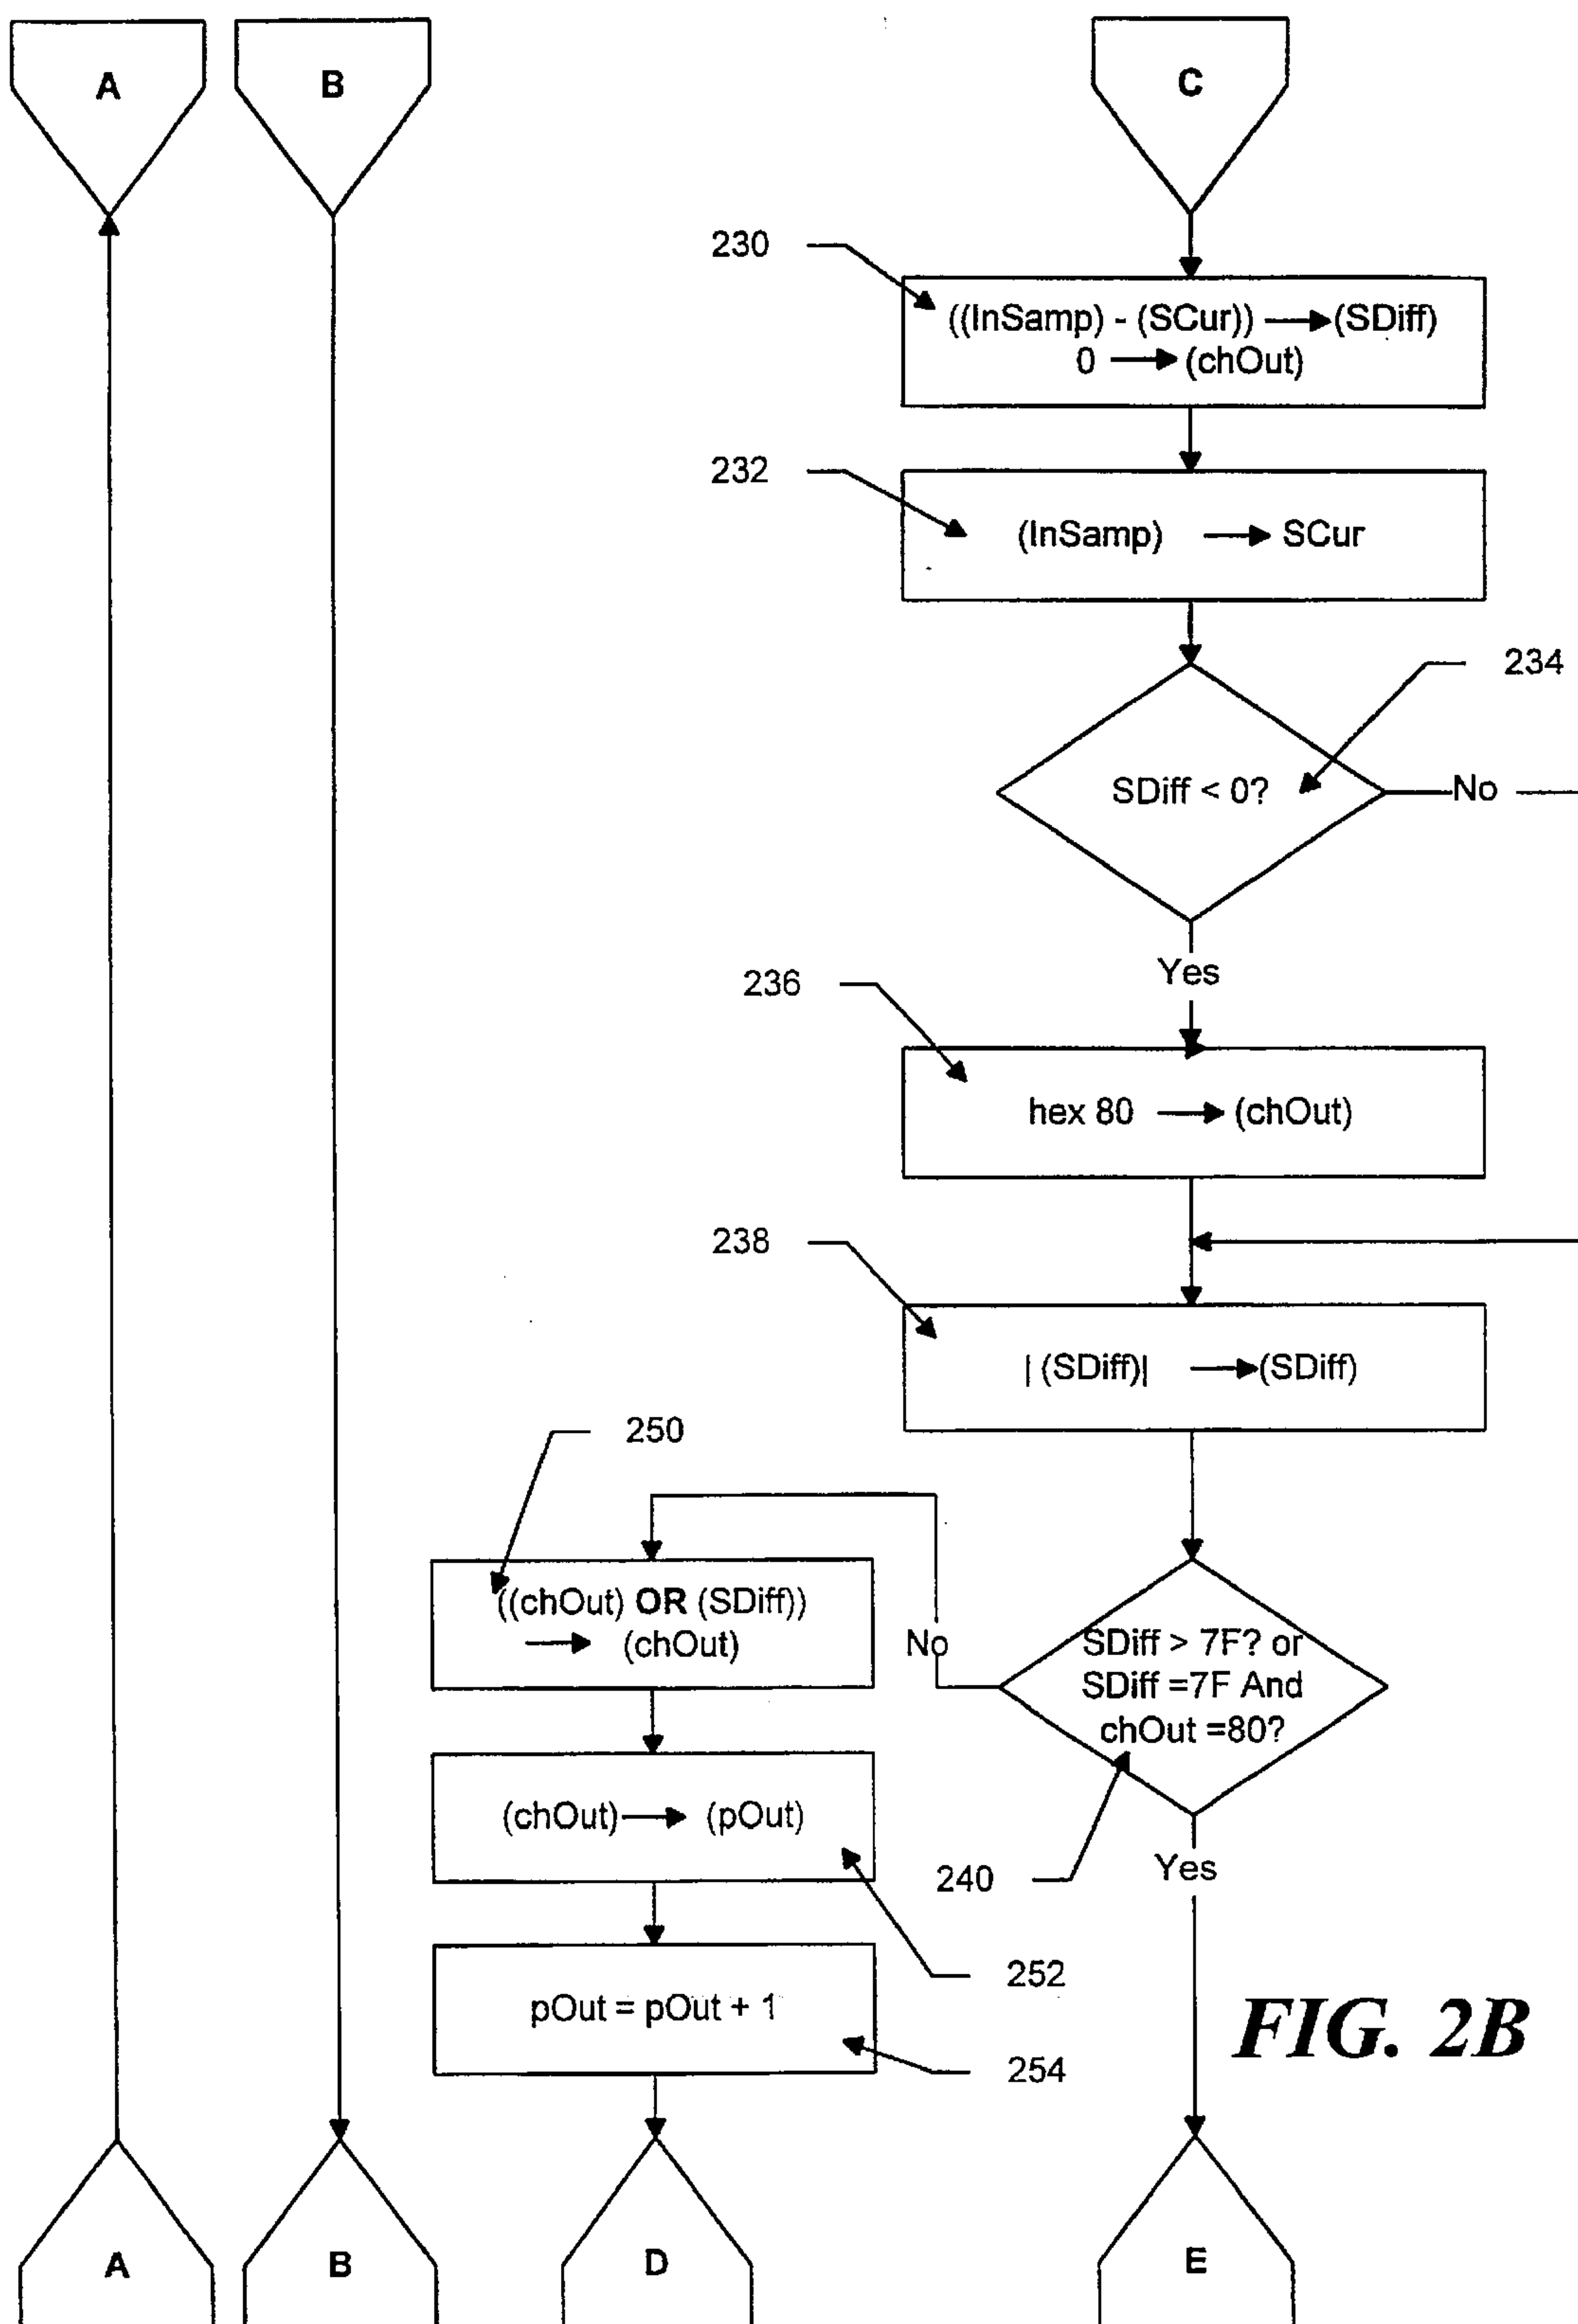 A
B
C
230
((InSamp) - (SCur)) → (SDiff)
0 → (chOut)
232
(InSamp) → SCur
234
SDiff < 0?
No
Yes
236
hex 80 → (chOut)
238
| (SDiff)| → (SDiff)
250
((chOut) OR (SDiff))
→ (chOut)
No
SDiff > 7F? or
SDiff =7F And
chOut =80?
(chOut) → (pOut)
240
Yes
252
pOut = pOut + 1
FIG. 2B
254
A
B
D
E